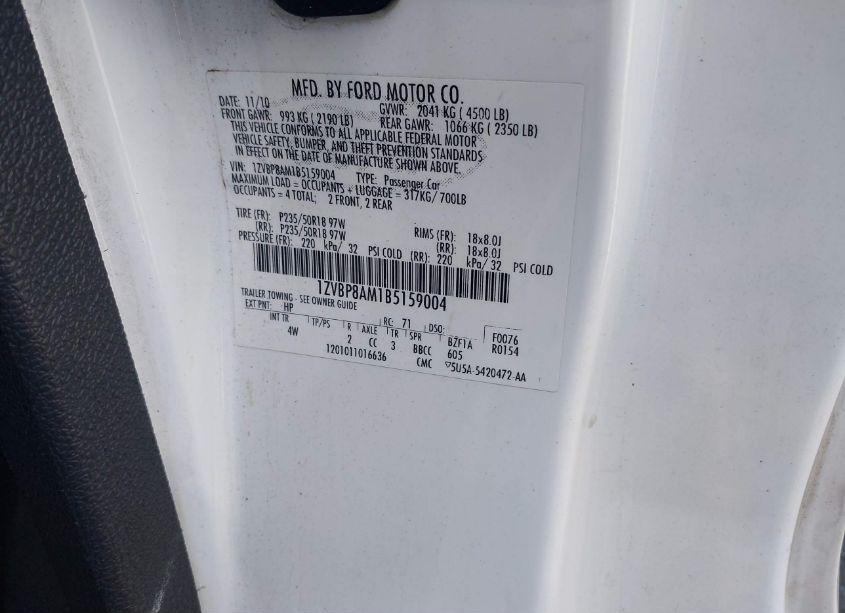 MFD. BY FORD MOTOR CO.
DATE: 11/10 GVWR: 2041 KG ( 4500 LB)
FRONT GAWR: 993 KG ( 2190 LB) REAR GAWR: 1066 KG ( 2350 LB)
THIS VEHICLE CONFORMS TO ALL APPLICABLE FEDERAL MOTOR
VEHICLE SAFETY, BUMPER, AND THEFT PREVENTION STANDARDS
IN EFFECT ON THE DATE OF MANUFACTURE SHOWN ABOVE.
VIN: 1ZVBP8AM1B5159004 TYPE: Passenger Car
MAXIMUM LOAD = OCCUPANTS + LUGGAGE = 317KG/ 700LB
OCCUPANTS = 4 TOTAL; 2 FRONT, 2 REAR
TIRE (FR): P235/50R18 97W RIMS (FR): 18x8.0J
(RR): P235/50R18 97W (RR): 18x8.0J
PRESSURE (FR): 220 kPa/ 32 PSI COLD (RR): 220 kPa/ 32 PSI COLD
1ZVBP8AM1B5159004
TRAILER TOWING - SEE OWNER GUIDE
EXT PNT: HP RC: 71 DSO: F0076
INT TR TP/PS R AXLE TR SPR BZF1A R0154
4W 2 CC 3 BBCC 605
1201011016636 CMC ▽5U5A-5420472-AA